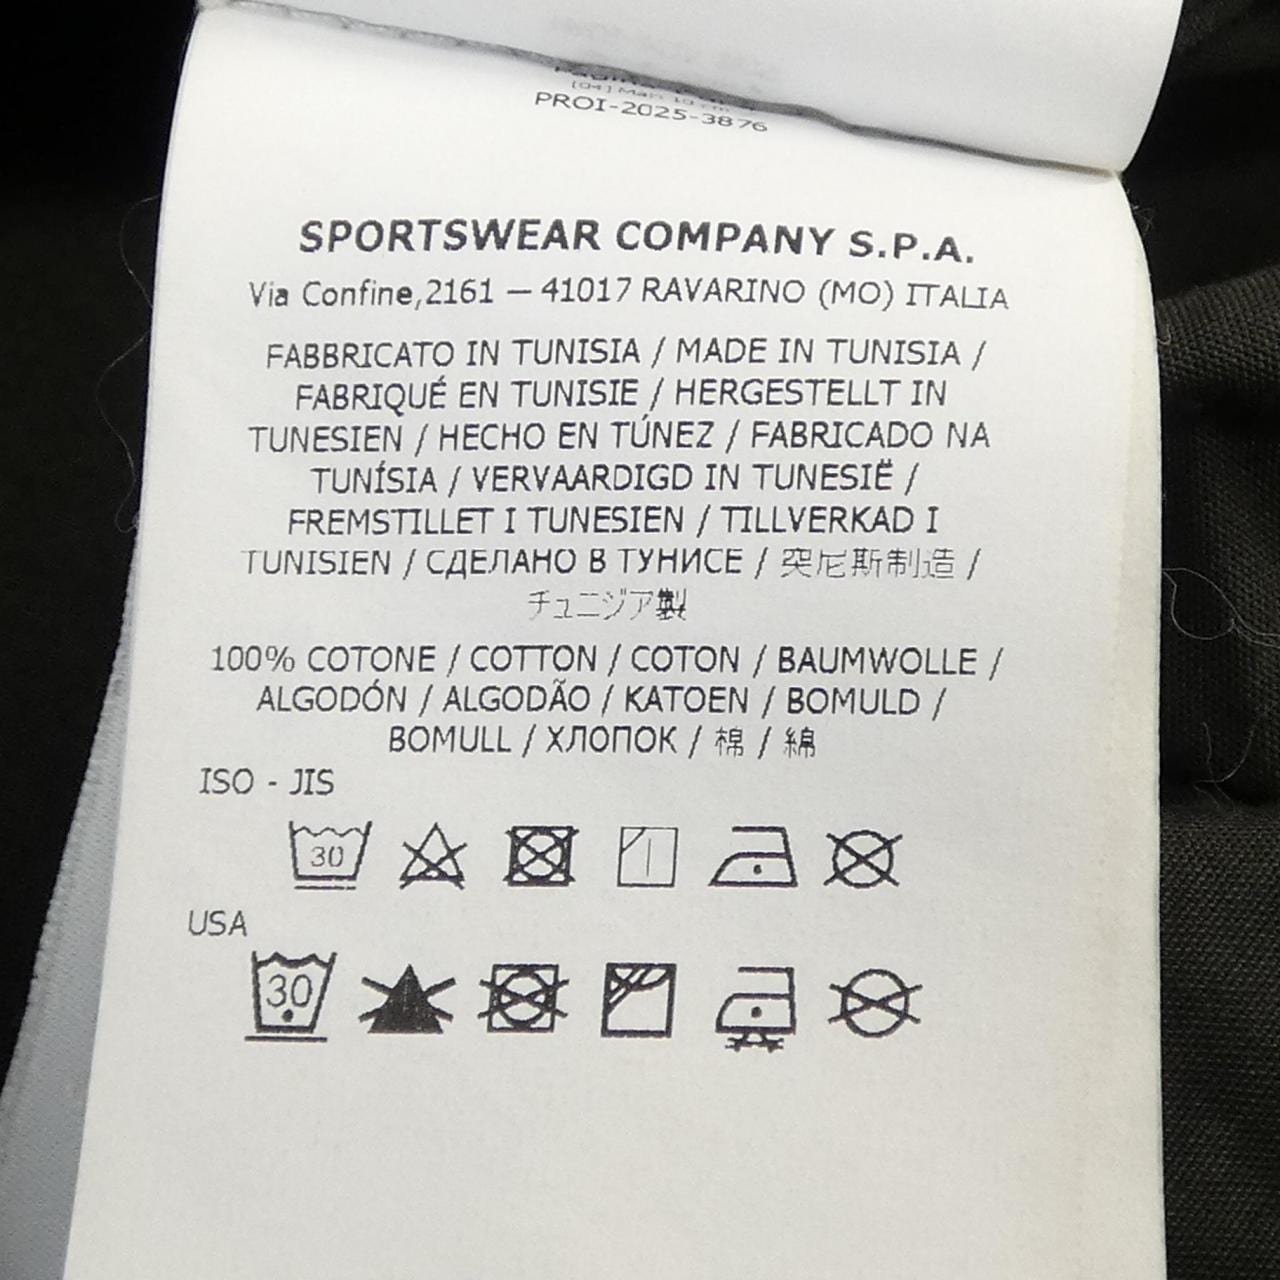 PROI-2025-3876
SPORTSWEAR COMPANY S.P.A.
Via Confine,2161 – 41017 RAVARINO (MO) ITALIA
FABBRICATO IN TUNISIA / MADE IN TUNISIA /
FABRIQUÉ EN TUNISIE / HERGESTELLT IN
TUNESIEN / HECHO EN TÚNEZ / FABRICADO NA
TUNÍSIA / VERVAARDIGD IN TUNESIË /
FREMSTILLET I TUNESIEN / TILLVERKAD I
TUNISIEN / СДЕЛАНО В ТУНИСЕ / 突尼斯制造 /
チュニジア製
100% COTONE / COTTON / COTON / BAUMWOLLE /
ALGODÓN / ALGODÃO / KATOEN / BOMULD /
BOMULL / ХЛОПОК / 棉 / 綿
ISO - JIS
30
USA
30